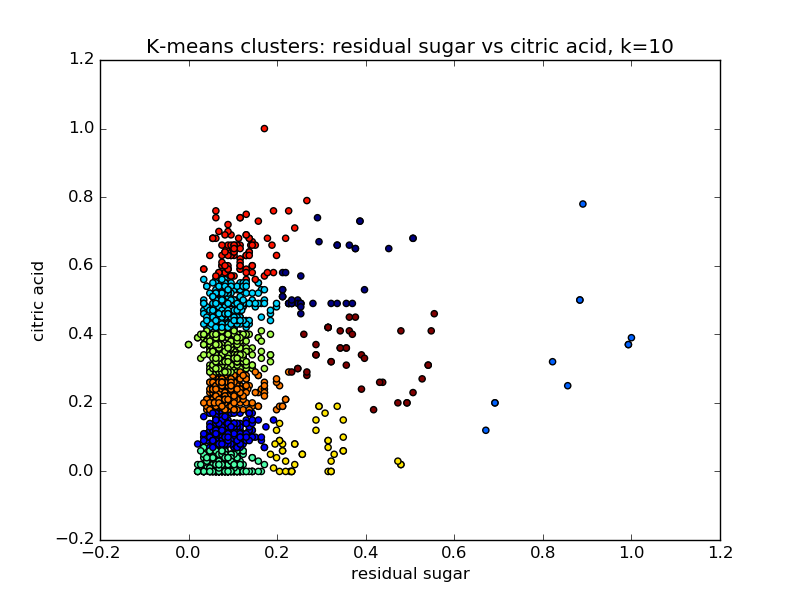 K-means clusters: residual sugar vs citric acid, k=10
1.2
1.0
0.8
0.6
0.4
0.2
0.0
−0.2
−0.2 0.0 0.2 0.4 0.6 0.8 1.0 1.2
citric acid
residual sugar